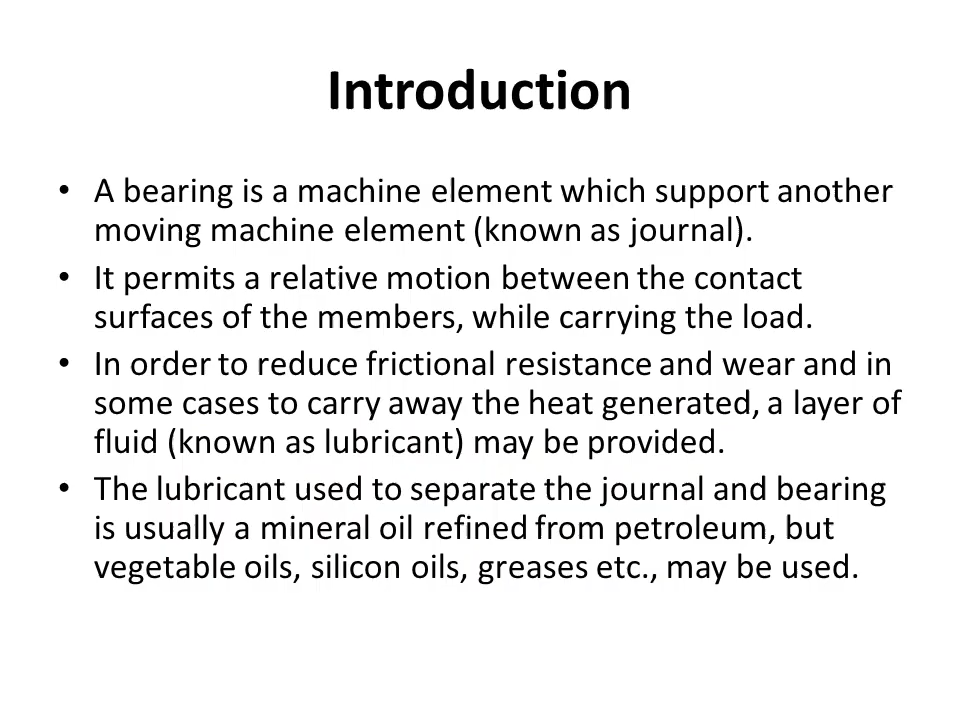 Introduction
• A bearing is a machine element which support another
moving machine element (known as journal).
• It permits a relative motion between the contact
surfaces of the members, while carrying the load.
• In order to reduce frictional resistance and wear and in
some cases to carry away the heat generated, a layer of
fluid (known as lubricant) may be provided.
• The lubricant used to separate the journal and bearing
is usually a mineral oil refined from petroleum, but
vegetable oils, silicon oils, greases etc., may be used.